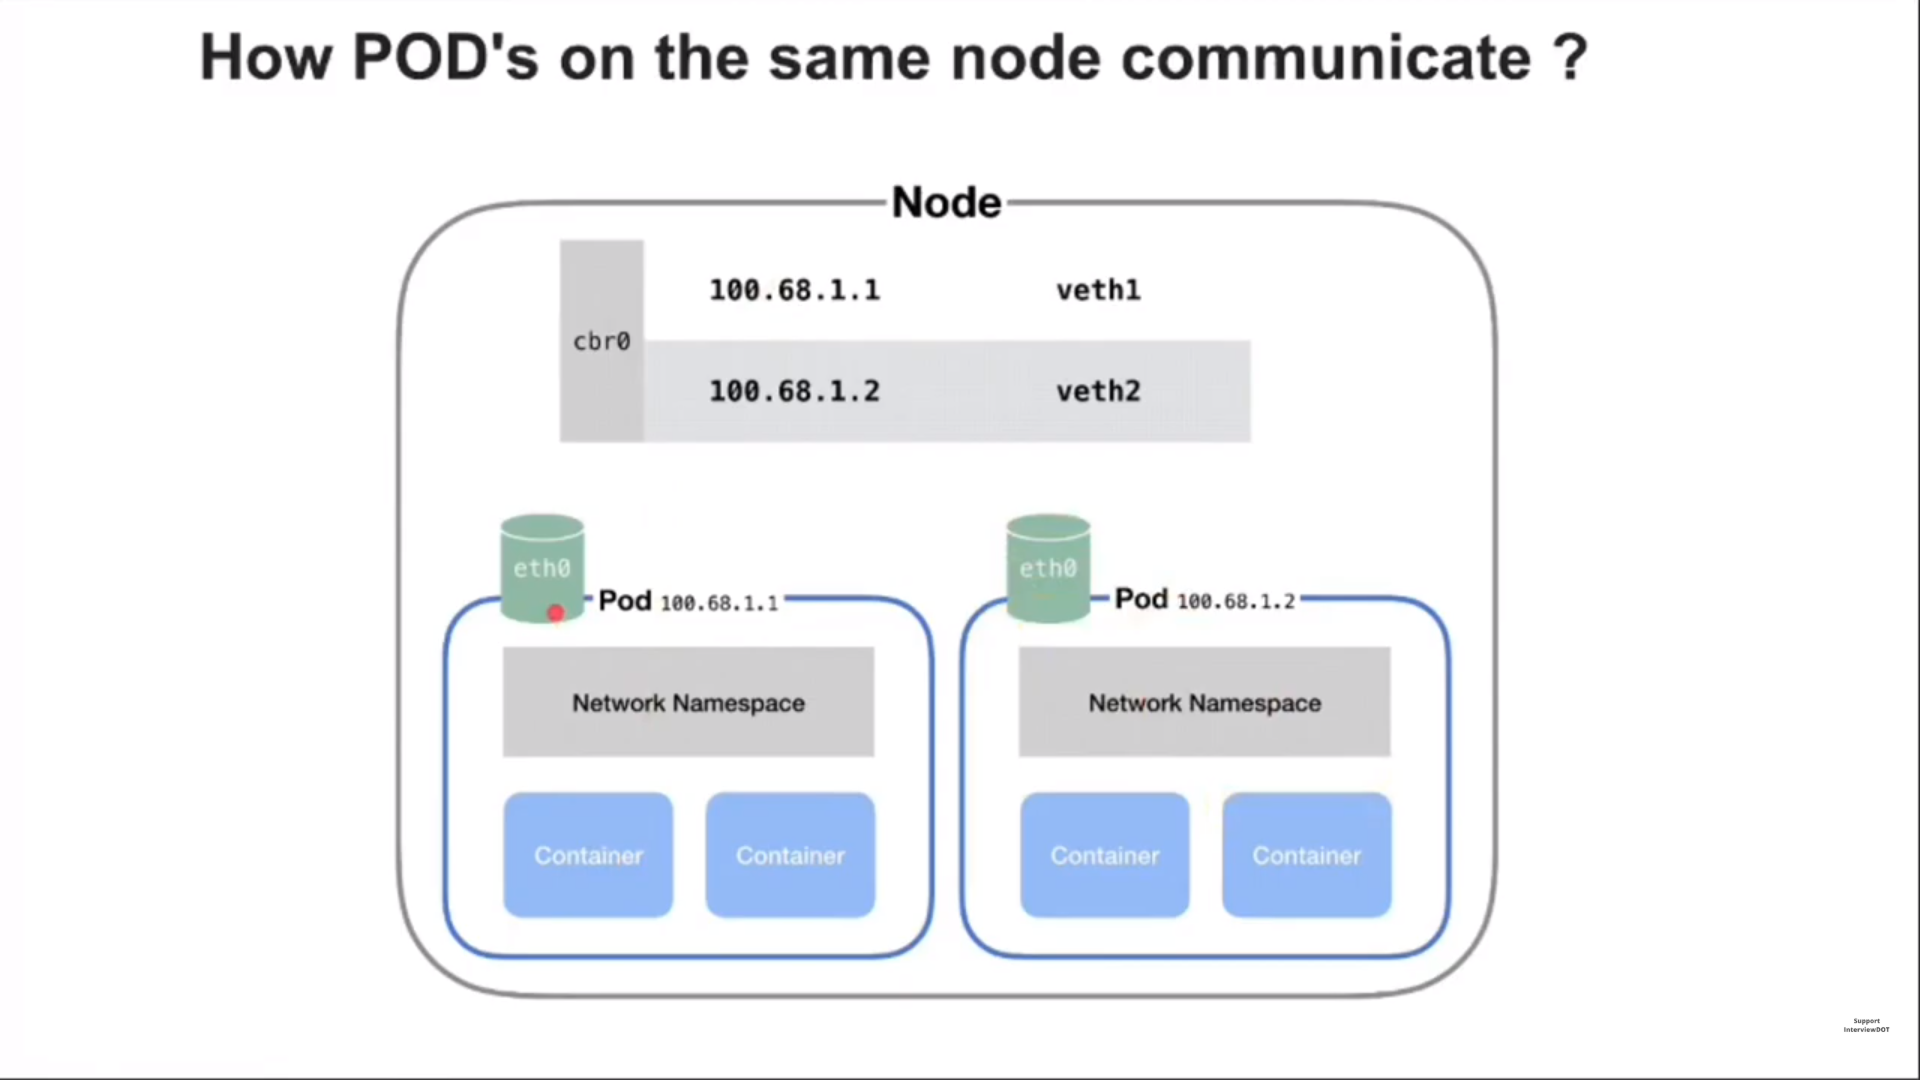 How POD's on the same node communicate ?
Node
100.68.1.1 veth1
cbr0
100.68.1.2 veth2
eth0
eth0
Pod 100.68.1.1
Pod 100.68.1.2
Network Namespace
Network Namespace
Container
Container
Container
Container
Support
InterviewDOT